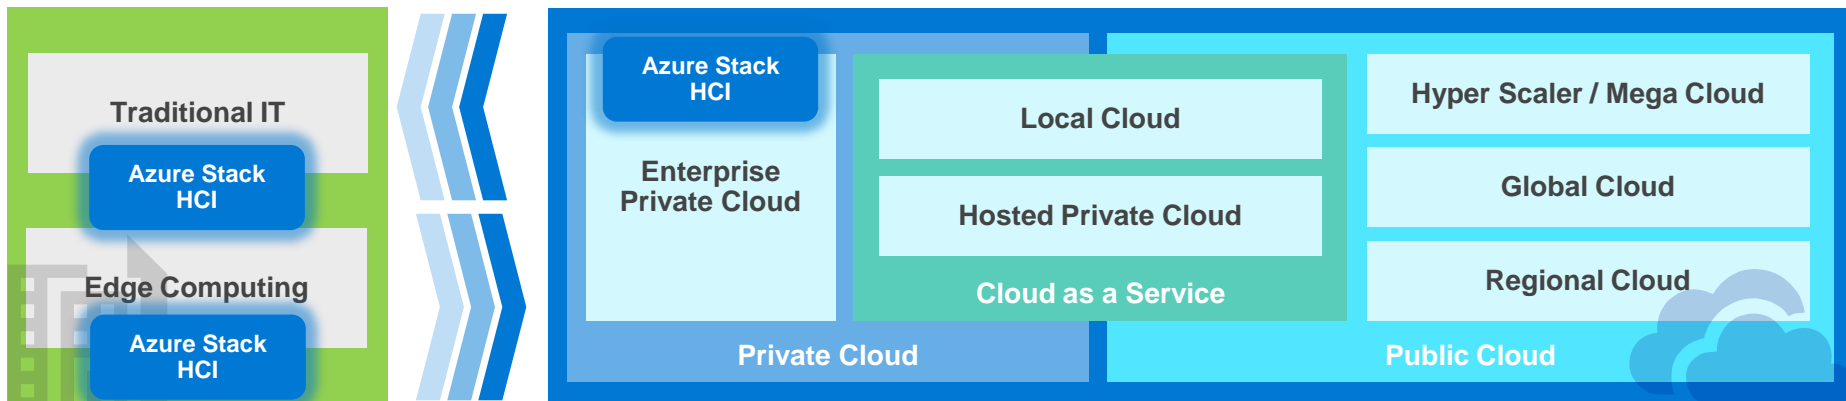 Traditional IT
Azure Stack
HCI
Edge Computing
Azure Stack
HCI
Azure Stack
HCI
Enterprise
Private Cloud
Local Cloud
Hosted Private Cloud
Cloud as a Service
Private Cloud
Hyper Scaler / Mega Cloud
Global Cloud
Regional Cloud
Public Cloud